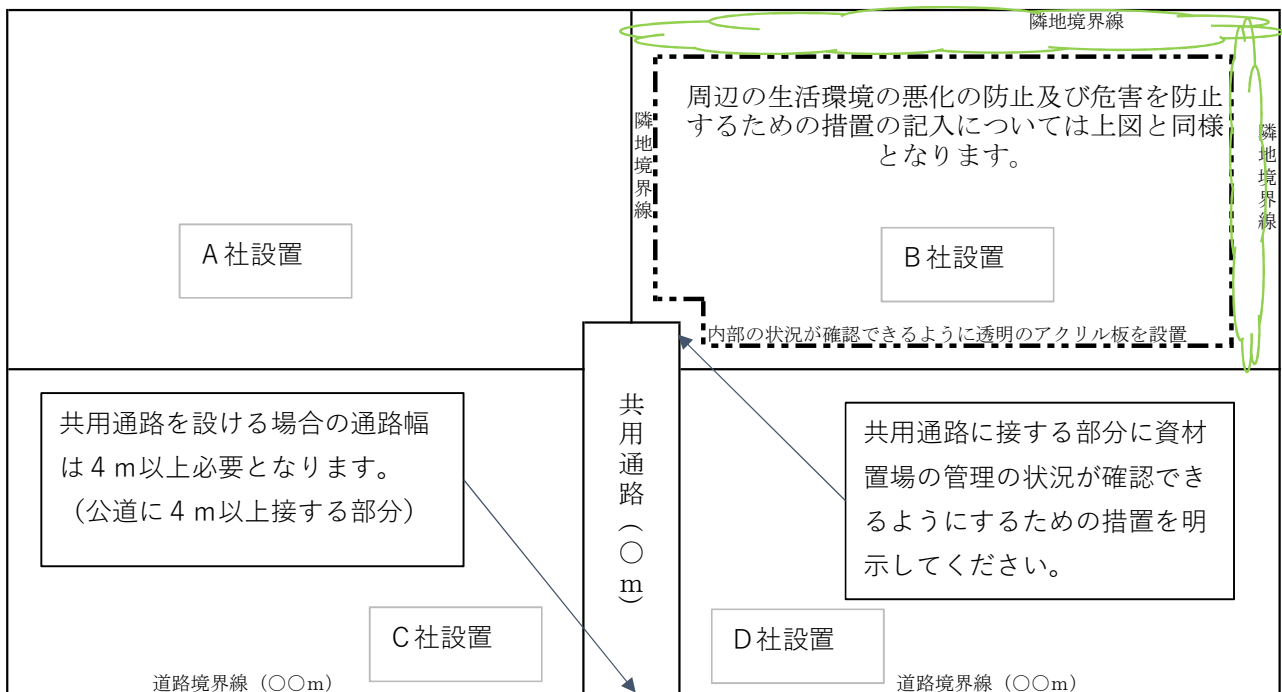 隣地境界線
周辺の生活環境の悪化の防止及び危害を防止
するための措置の記入については上図と同様
となります。
隣地境界線
隣地境界線
A社設置
B社設置
内部の状況が確認できるように透明のアクリル板を設置
共用通路を設ける場合の通路幅
は4m以上必要となります。
（公道に4m以上接する部分）
共用通路（○m）
共用通路に接する部分に資材
置場の管理の状況が確認でき
るようにするための措置を明
示してください。
C社設置
D社設置
道路境界線（○○m）
道路境界線（○○m）